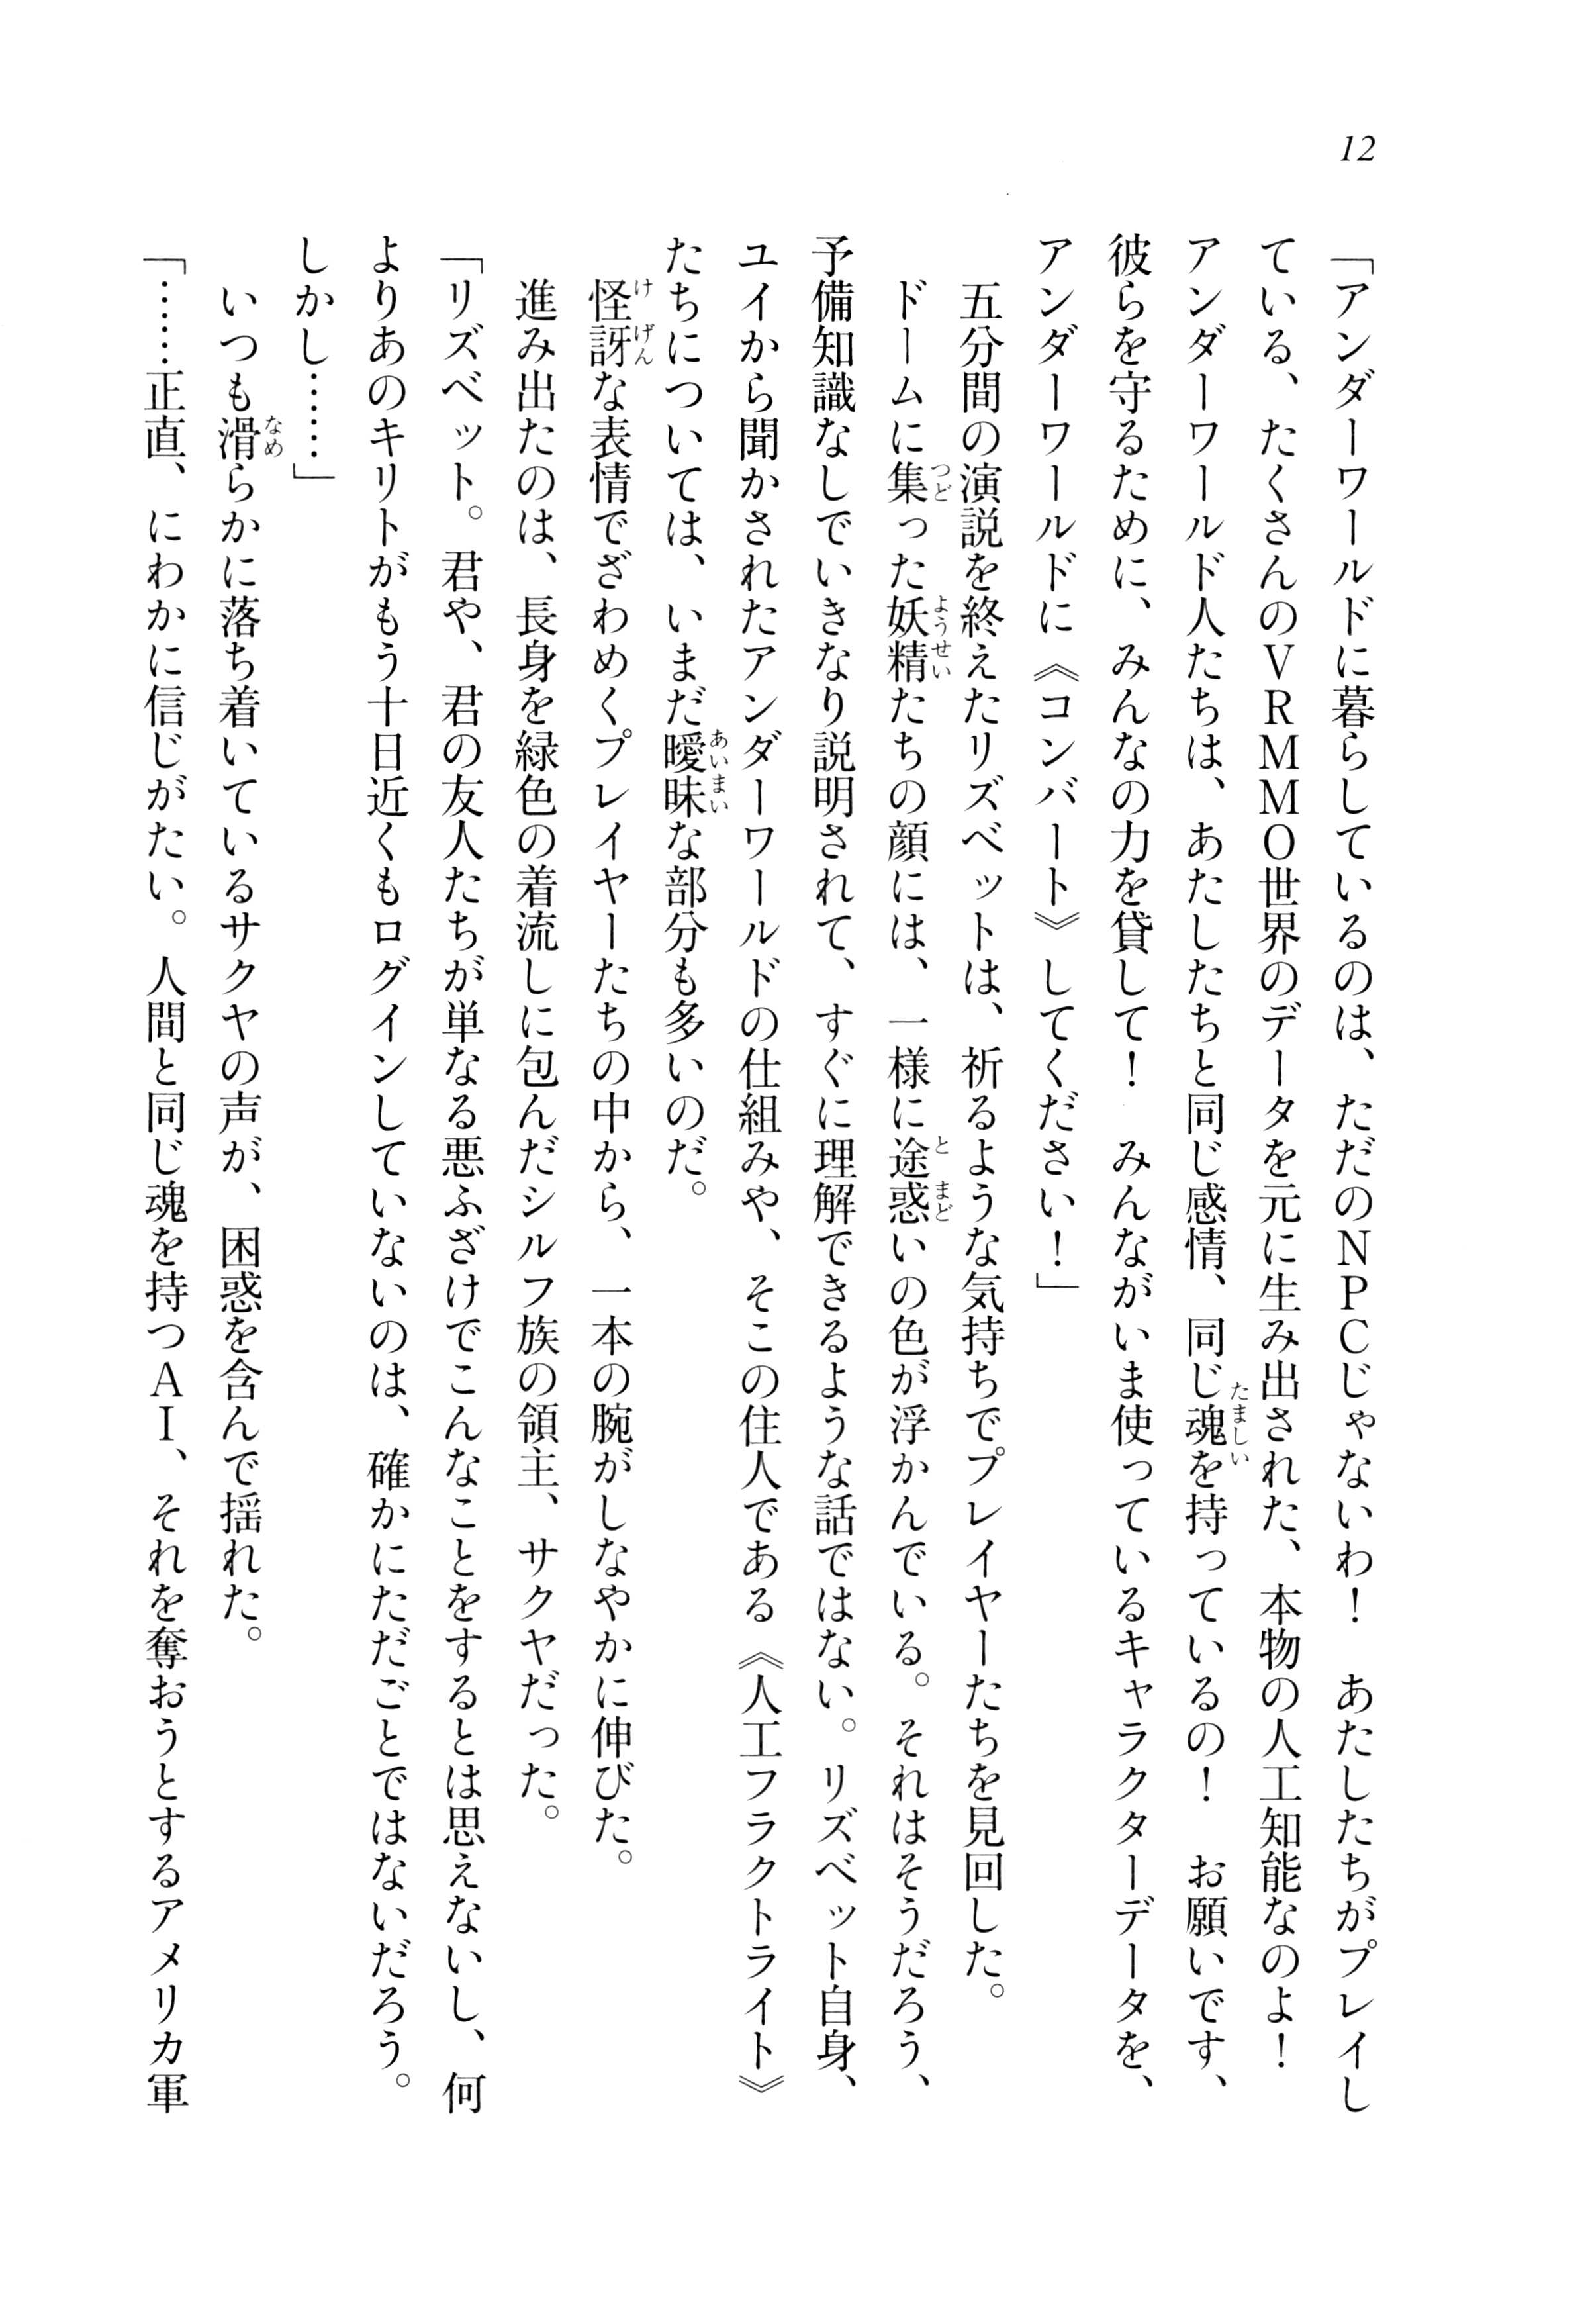 12
「アンダーワールドに暮らしているのは、ただのNPCじゃないわ！　あたしたちがプレイし
ている、たくさんのVRMMO世界のデータを元に生み出された、本物の人工知能なのよ！
アンダーワールド人たちは、あたしたちと同じ感情、同じ魂を持っているの！　お願いです、
彼らを守るために、みんなの力を貸して！　みんながいま使っているキャラクターデータを、
アンダーワールドに《コンバート》してください！」
　五分間の演説を終えたリズベットは、祈るような気持ちでプレイヤーたちを見回した。
　ドームに集った妖精たちの顔には、一様に途惑いの色が浮かんでいる。それはそうだろう、
予備知識なしでいきなり説明されて、すぐに理解できるような話ではない。リズベット自身、
ユイから聞かされたアンダーワールドの仕組みや、そこの住人である《人工フラクトライト》
たちについては、いまだ曖昧な部分も多いのだ。
　怪訝な表情でざわめくプレイヤーたちの中から、一本の腕がしなやかに伸びた。
　進み出たのは、長身を緑色の着流しに包んだシルフ族の領主、サクヤだった。
「リズベット。君や、君の友人たちが単なる悪ふざけでこんなことをするとは思えないし、何
よりあのキリトがもう十日近くもログインしていないのは、確かにただごとではないだろう。
しかし……」
　いつも滑らかに落ち着いているサクヤの声が、困惑を含んで揺れた。
「……正直、にわかに信じがたい。人間と同じ魂を持つAI、それを奪おうとするアメリカ軍